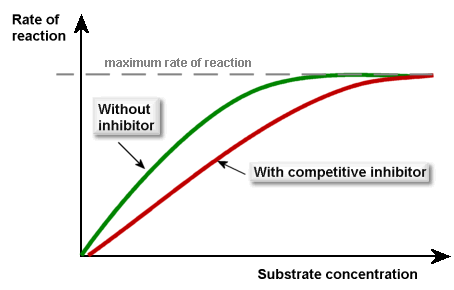 Rate of
reaction
maximum rate of reaction
Without
inhibitor
With competitive inhibitor
Substrate concentration